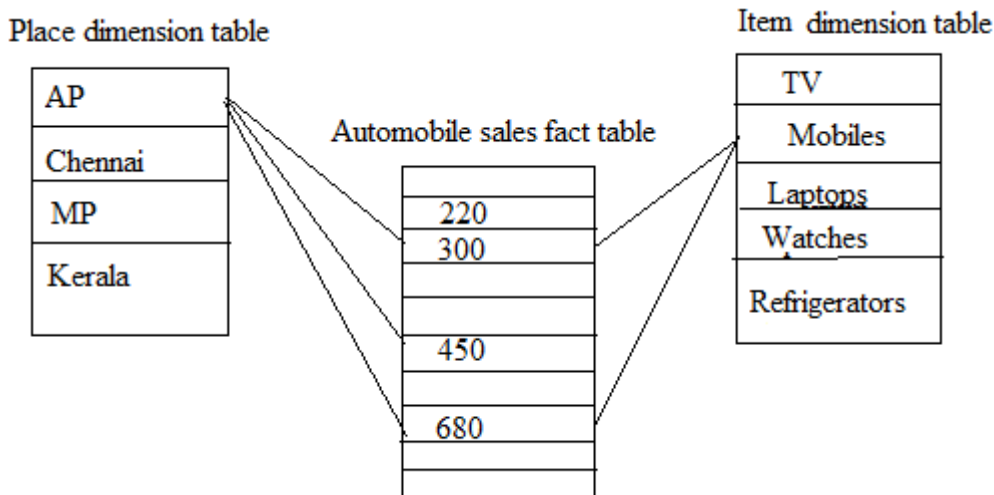 Place dimension table
AP
Chennai
MP
Kerala
Automobile sales fact table
220
300
450
680
Item dimension table
TV
Mobiles
Laptops
Watches
Refrigerators